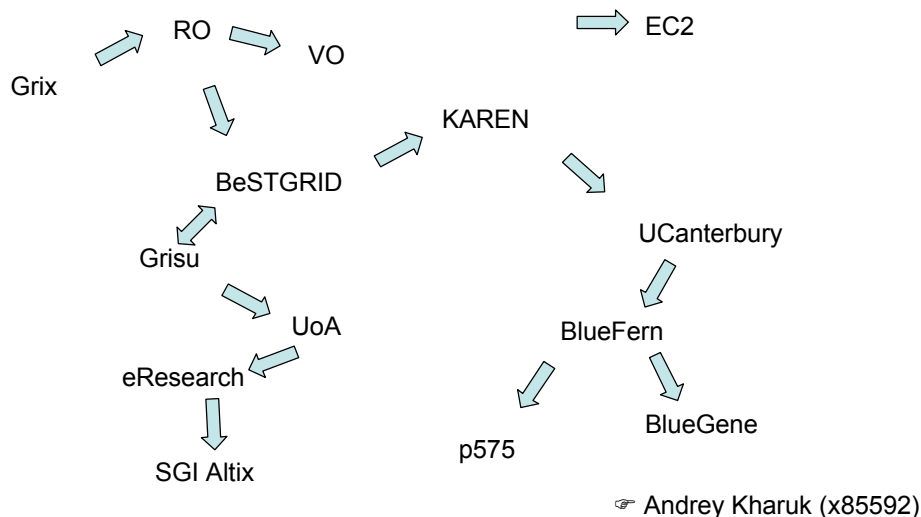 RO
EC2
VO
Grix
KAREN
BeSTGRID
UCanterbury
Grisu
UoA
BlueFern
eResearch
BlueGene
p575
SGI Altix
☞ Andrey Kharuk (x85592)